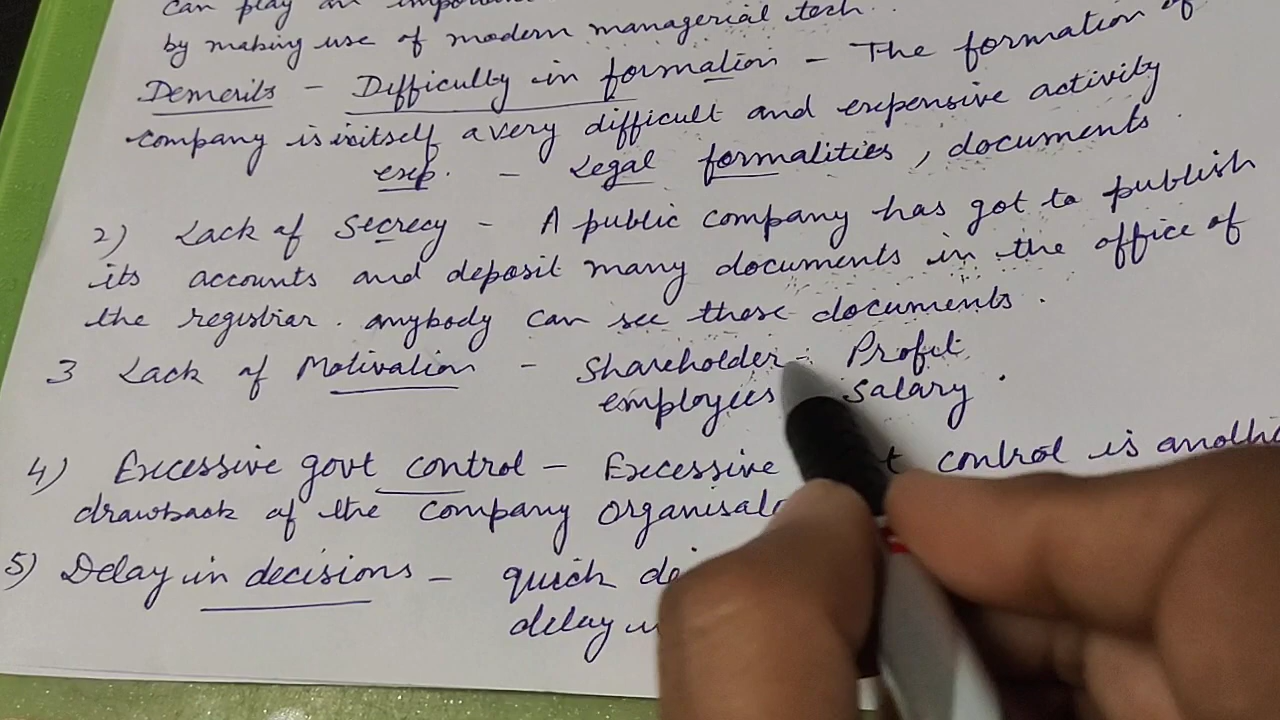 can play an
by making use of modern managerial tech.
Demerits - Difficulty in formation - The formation of
company is in itself a very difficult and expensive activity
exp. - Legal formalities, documents.
2) Lack of Secrecy - A public company has got to publish
its accounts and deposit many documents in the office of
the registrar. anybody can see these documents.
3 Lack of Motivation - Shareholder - Profit
employees salary.
4) Excessive govt control - Excessive control is
drawback of the company
5) Delay in decisions - quick
delay